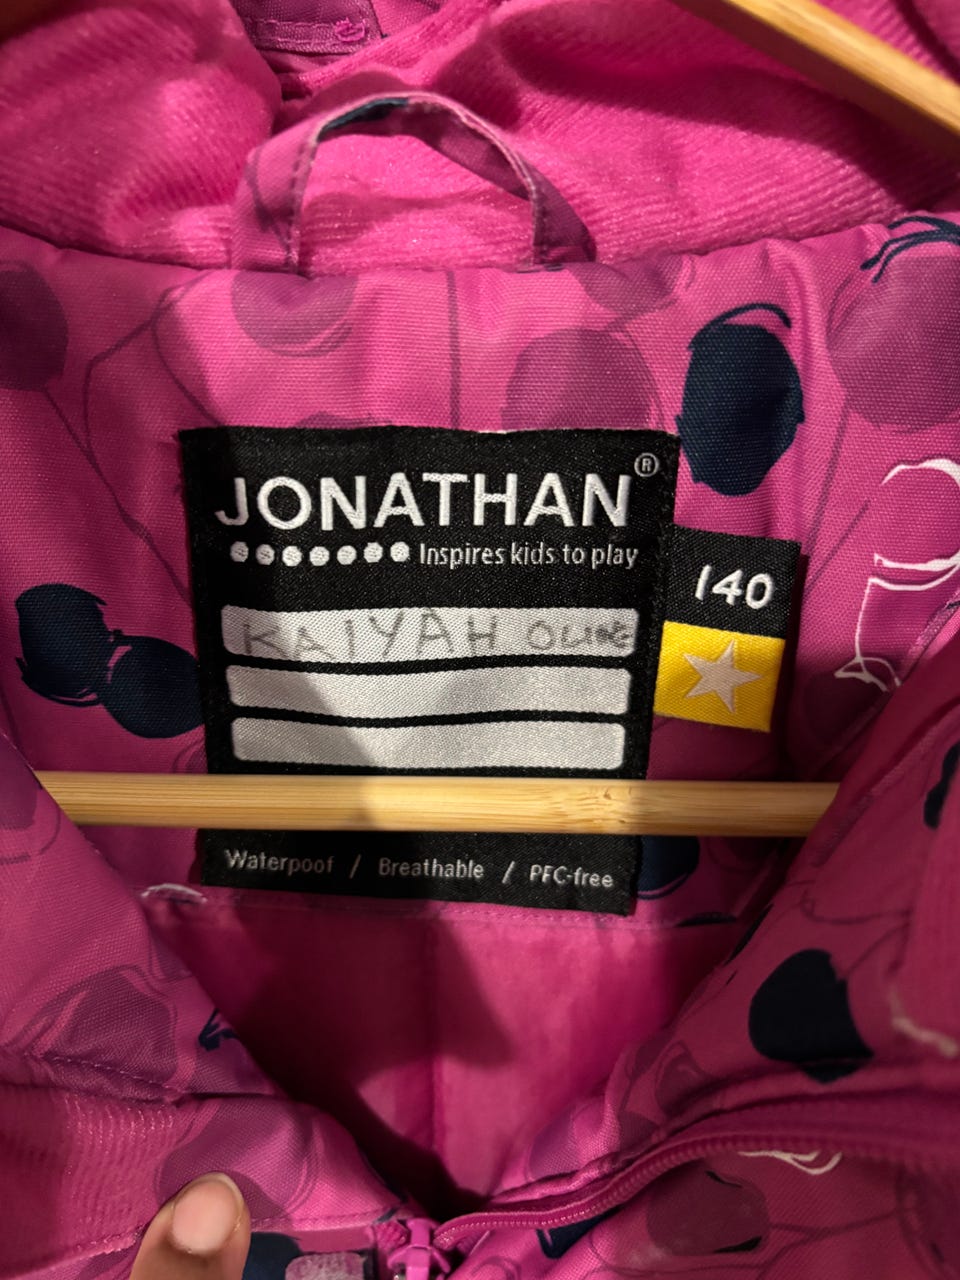 JONATHAN®
Inspires kids to play
140
KAIYAH
Waterpoof / Breathable / PFC-free